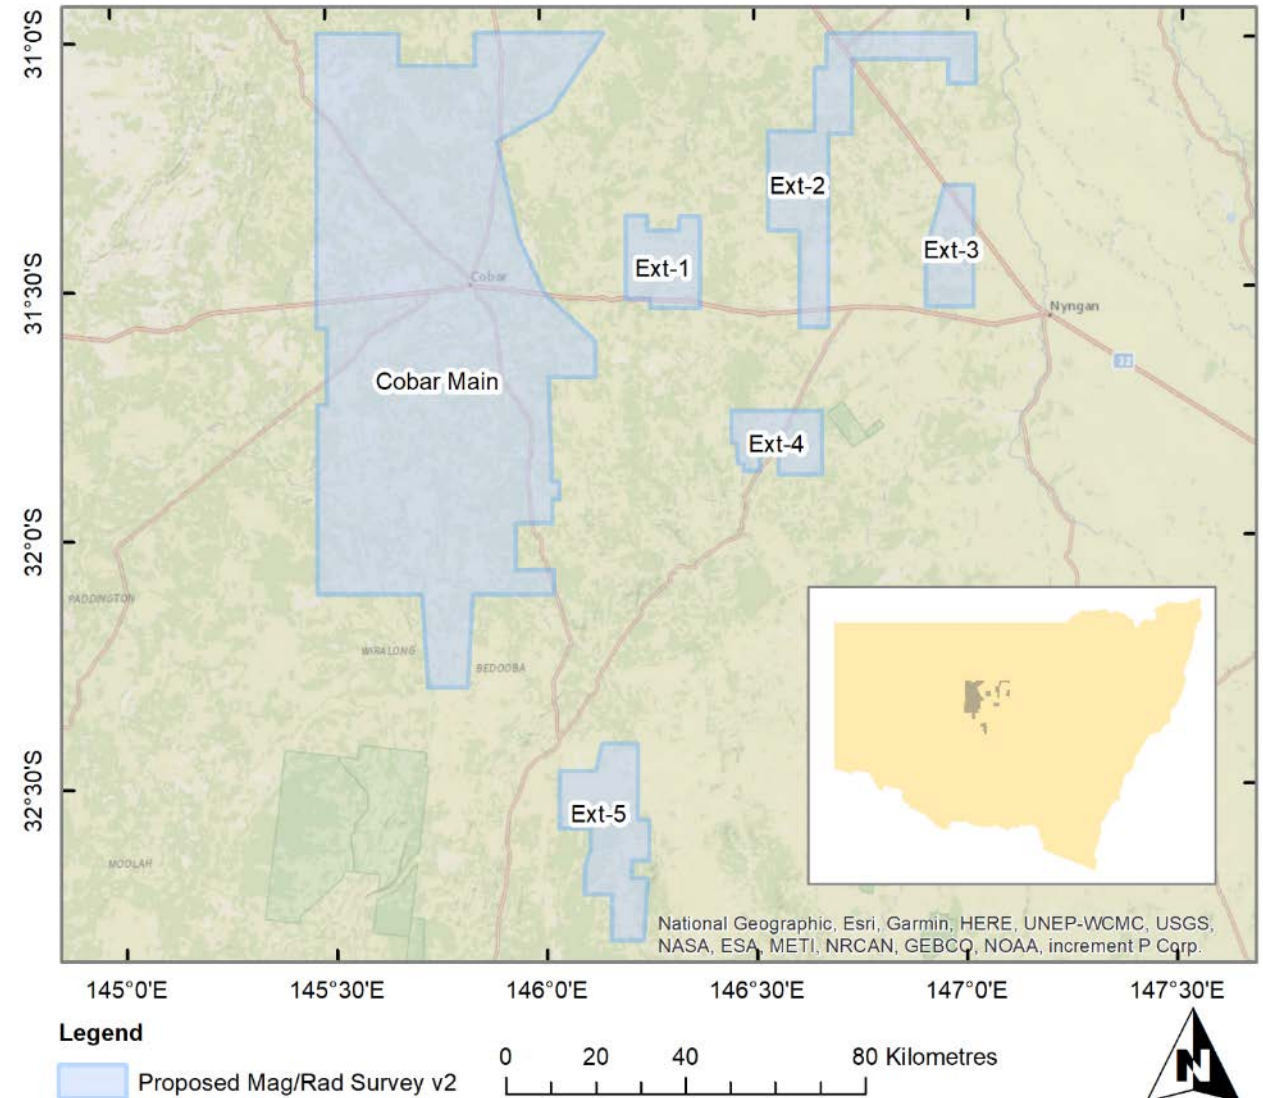 31°0'S
31°30'S
32°0'S
32°30'S
Ext-2
Ext-3
Ext-1
Cobar
Nyngan
32
Cobar Main
Ext-4
PADDINGTON
WIRALONG
BEDOOBA
Ext-5
MOOLAH
National Geographic, Esri, Garmin, HERE, UNEP-WCMC, USGS,
NASA, ESA, METI, NRCAN, GEBCO, NOAA, increment P Corp.
145°0'E 145°30'E 146°0'E 146°30'E 147°0'E 147°30'E
Legend
Proposed Mag/Rad Survey v2
0 20 40 80 Kilometres
N